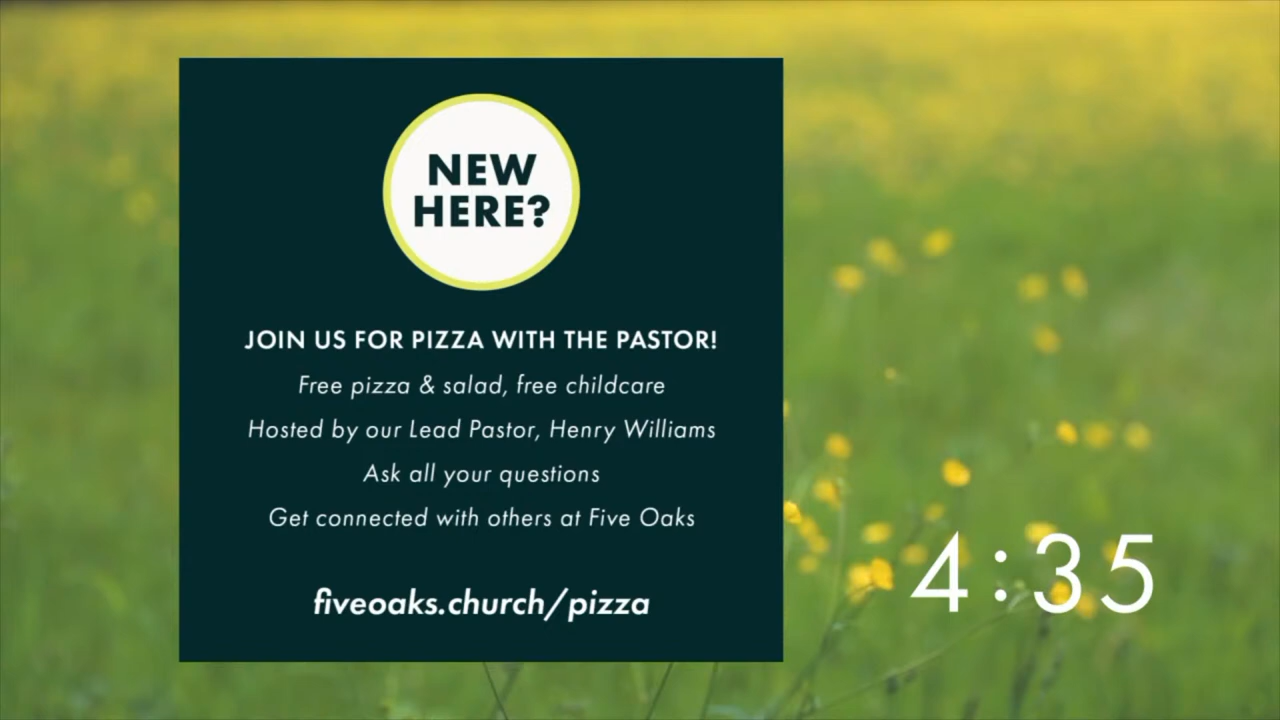 NEW
HERE?
JOIN US FOR PIZZA WITH THE PASTOR!
Free pizza & salad, free childcare
Hosted by our Lead Pastor, Henry Williams
Ask all your questions
Get connected with others at Five Oaks
fiveoaks.church/pizza
4:35